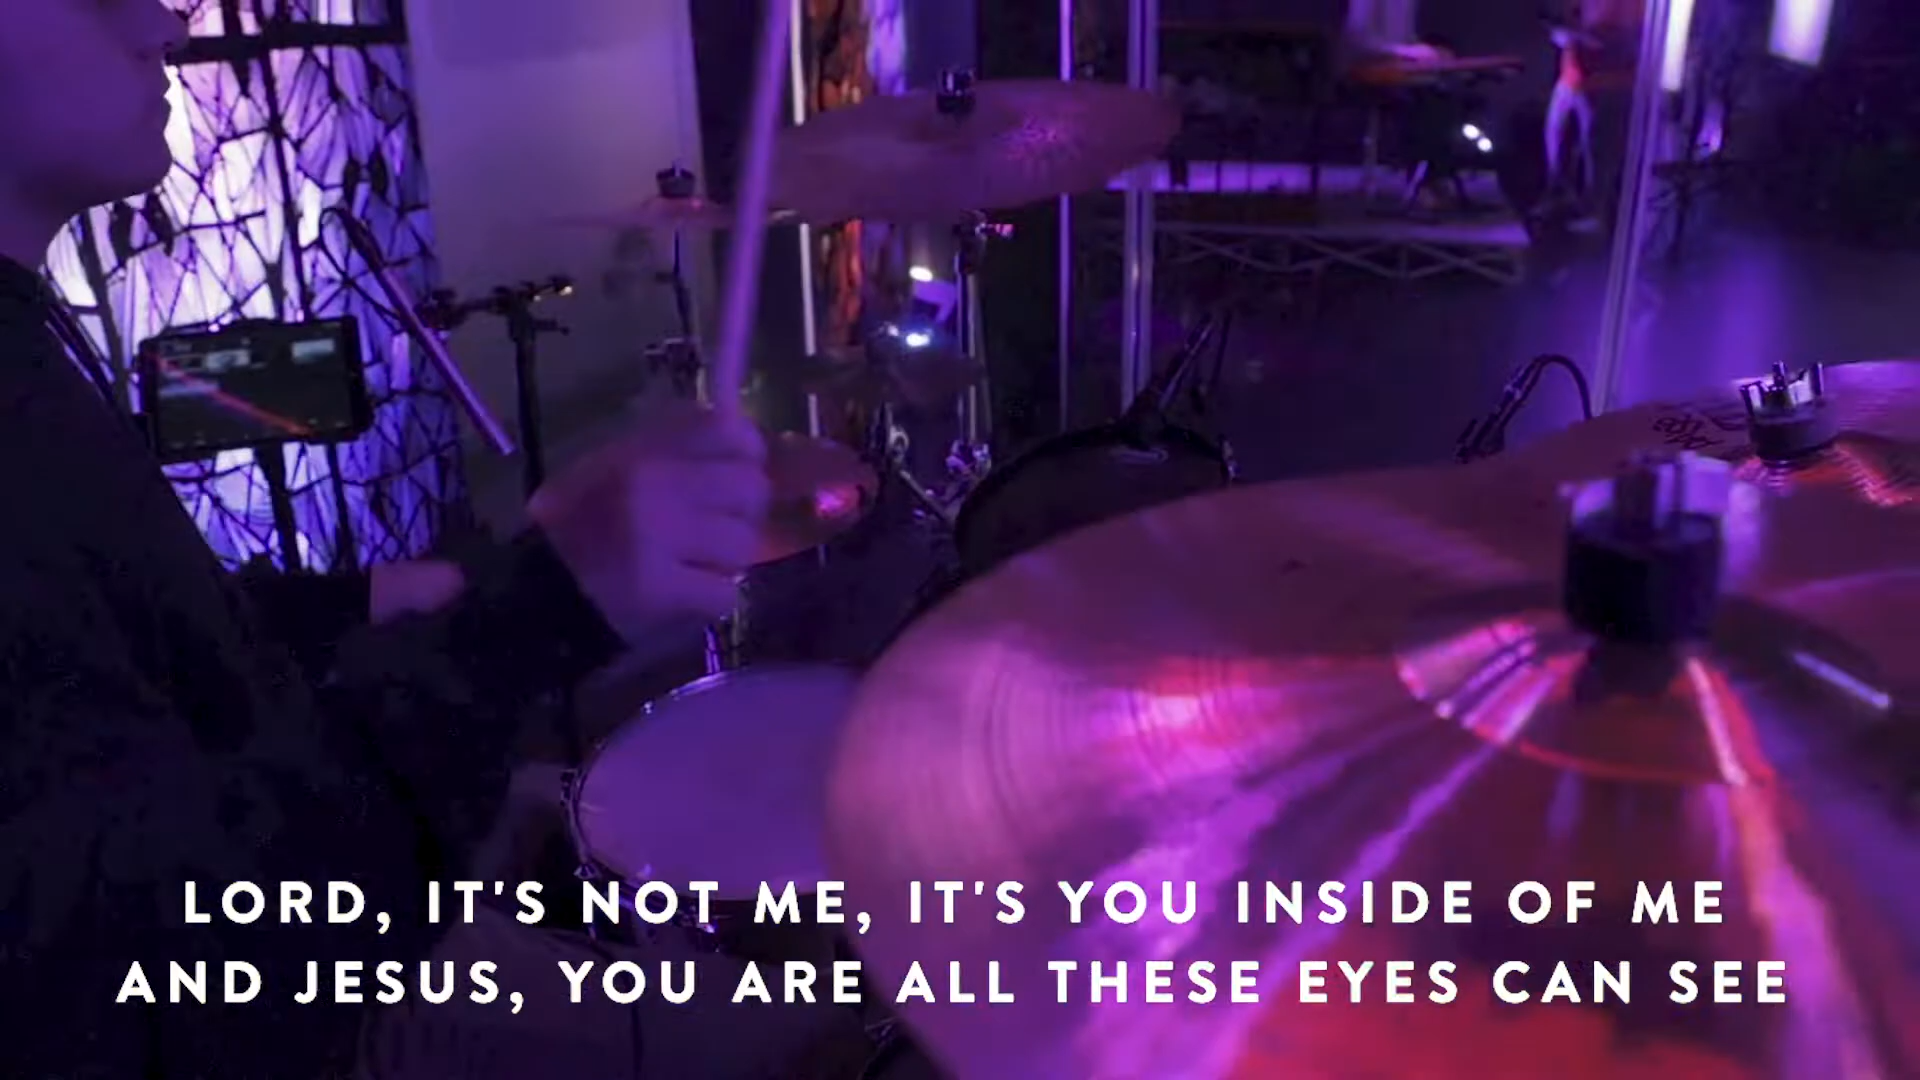 LORD, IT'S NOT ME, IT'S YOU INSIDE OF ME
AND JESUS, YOU ARE ALL THESE EYES CAN SEE